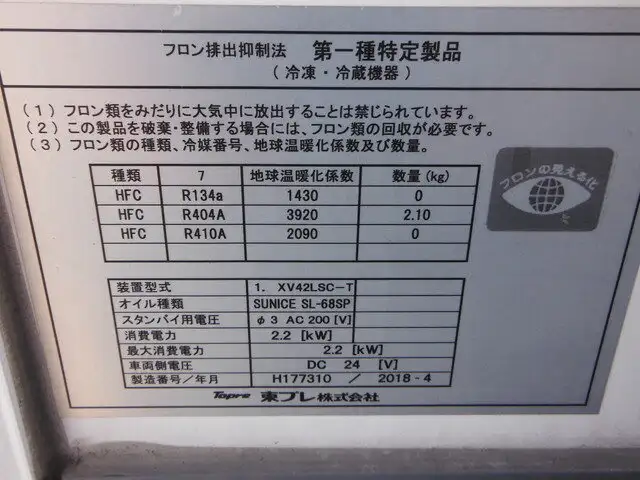 フロン排出抑制法 第一種特定製品
(冷凍・冷蔵機器)
(1)フロン類をみだりに大気中に放出することは禁じられています。
(2)この製品を破棄・整備する場合には、フロン類の回収が必要です。
(3)フロン類の種類、冷媒番号、地球温暖化係数及び数量。
フロンの見える化
種類 7 地球温暖化係数 数量(kg)
HFC R134a 1430 0
HFC R404A 3920 2.10
HFC R410A 2090 0
装置型式 1. XV42LSC-T
オイル種類 SUNICE SL-68SP
スタンバイ用電圧 φ3 AC 200 [V]
消費電力 2.2 [kW]
最大消費電力 2.2 [kW]
車両側電圧 DC 24 [V]
製造番号/年月 H177310 / 2018-4
Topre 東プレ株式会社